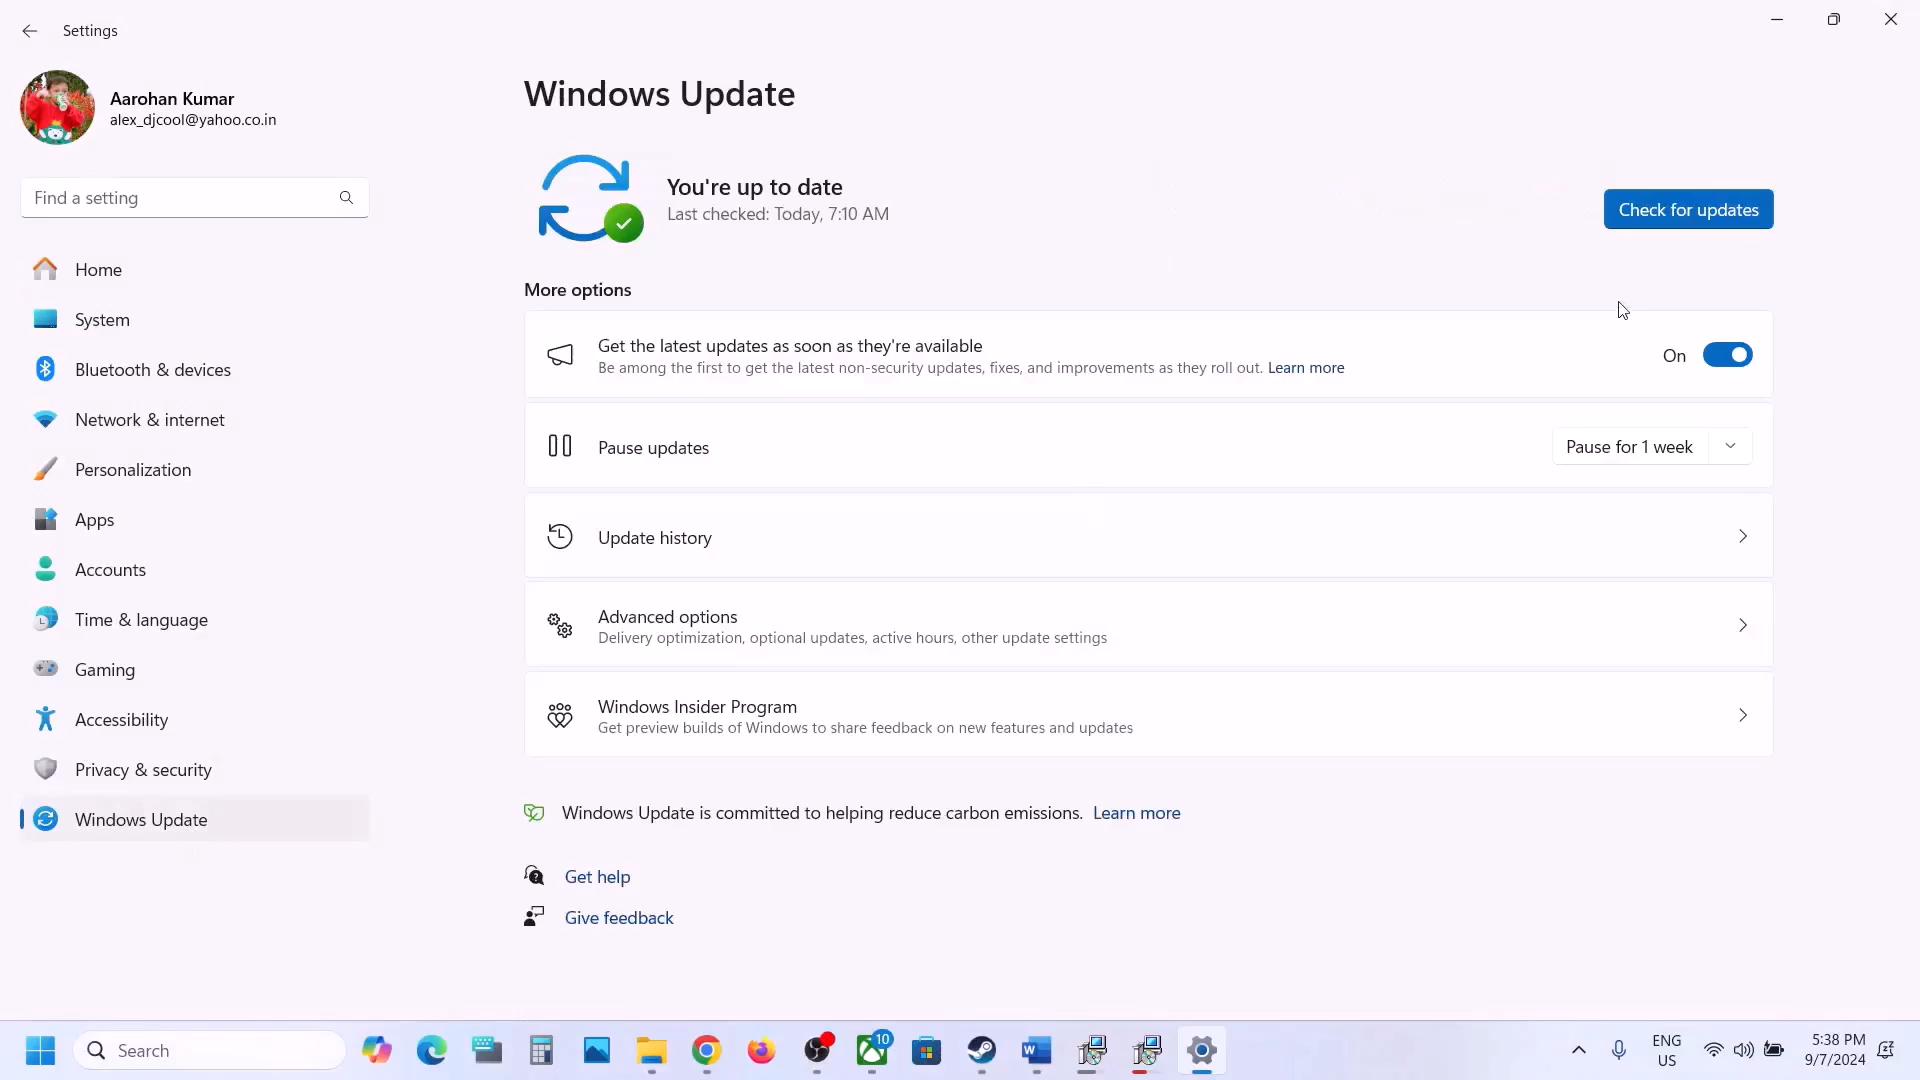 Settings
Aarohan Kumar
alex_djcool@yahoo.co.in
Find a setting
Home
System
Bluetooth & devices
Network & internet
Personalization
Apps
Accounts
Time & language
Gaming
Accessibility
Privacy & security
Windows Update
Windows Update
You're up to date
Last checked: Today, 7:10 AM
Check for updates
More options
Get the latest updates as soon as they're available
Be among the first to get the latest non-security updates, fixes, and improvements as they roll out. Learn more
On
Pause updates
Pause for 1 week
Update history
Advanced options
Delivery optimization, optional updates, active hours, other update settings
Windows Insider Program
Get preview builds of Windows to share feedback on new features and updates
Windows Update is committed to helping reduce carbon emissions. Learn more
Get help
Give feedback
Search
10
ENG
US
5:38 PM
9/7/2024